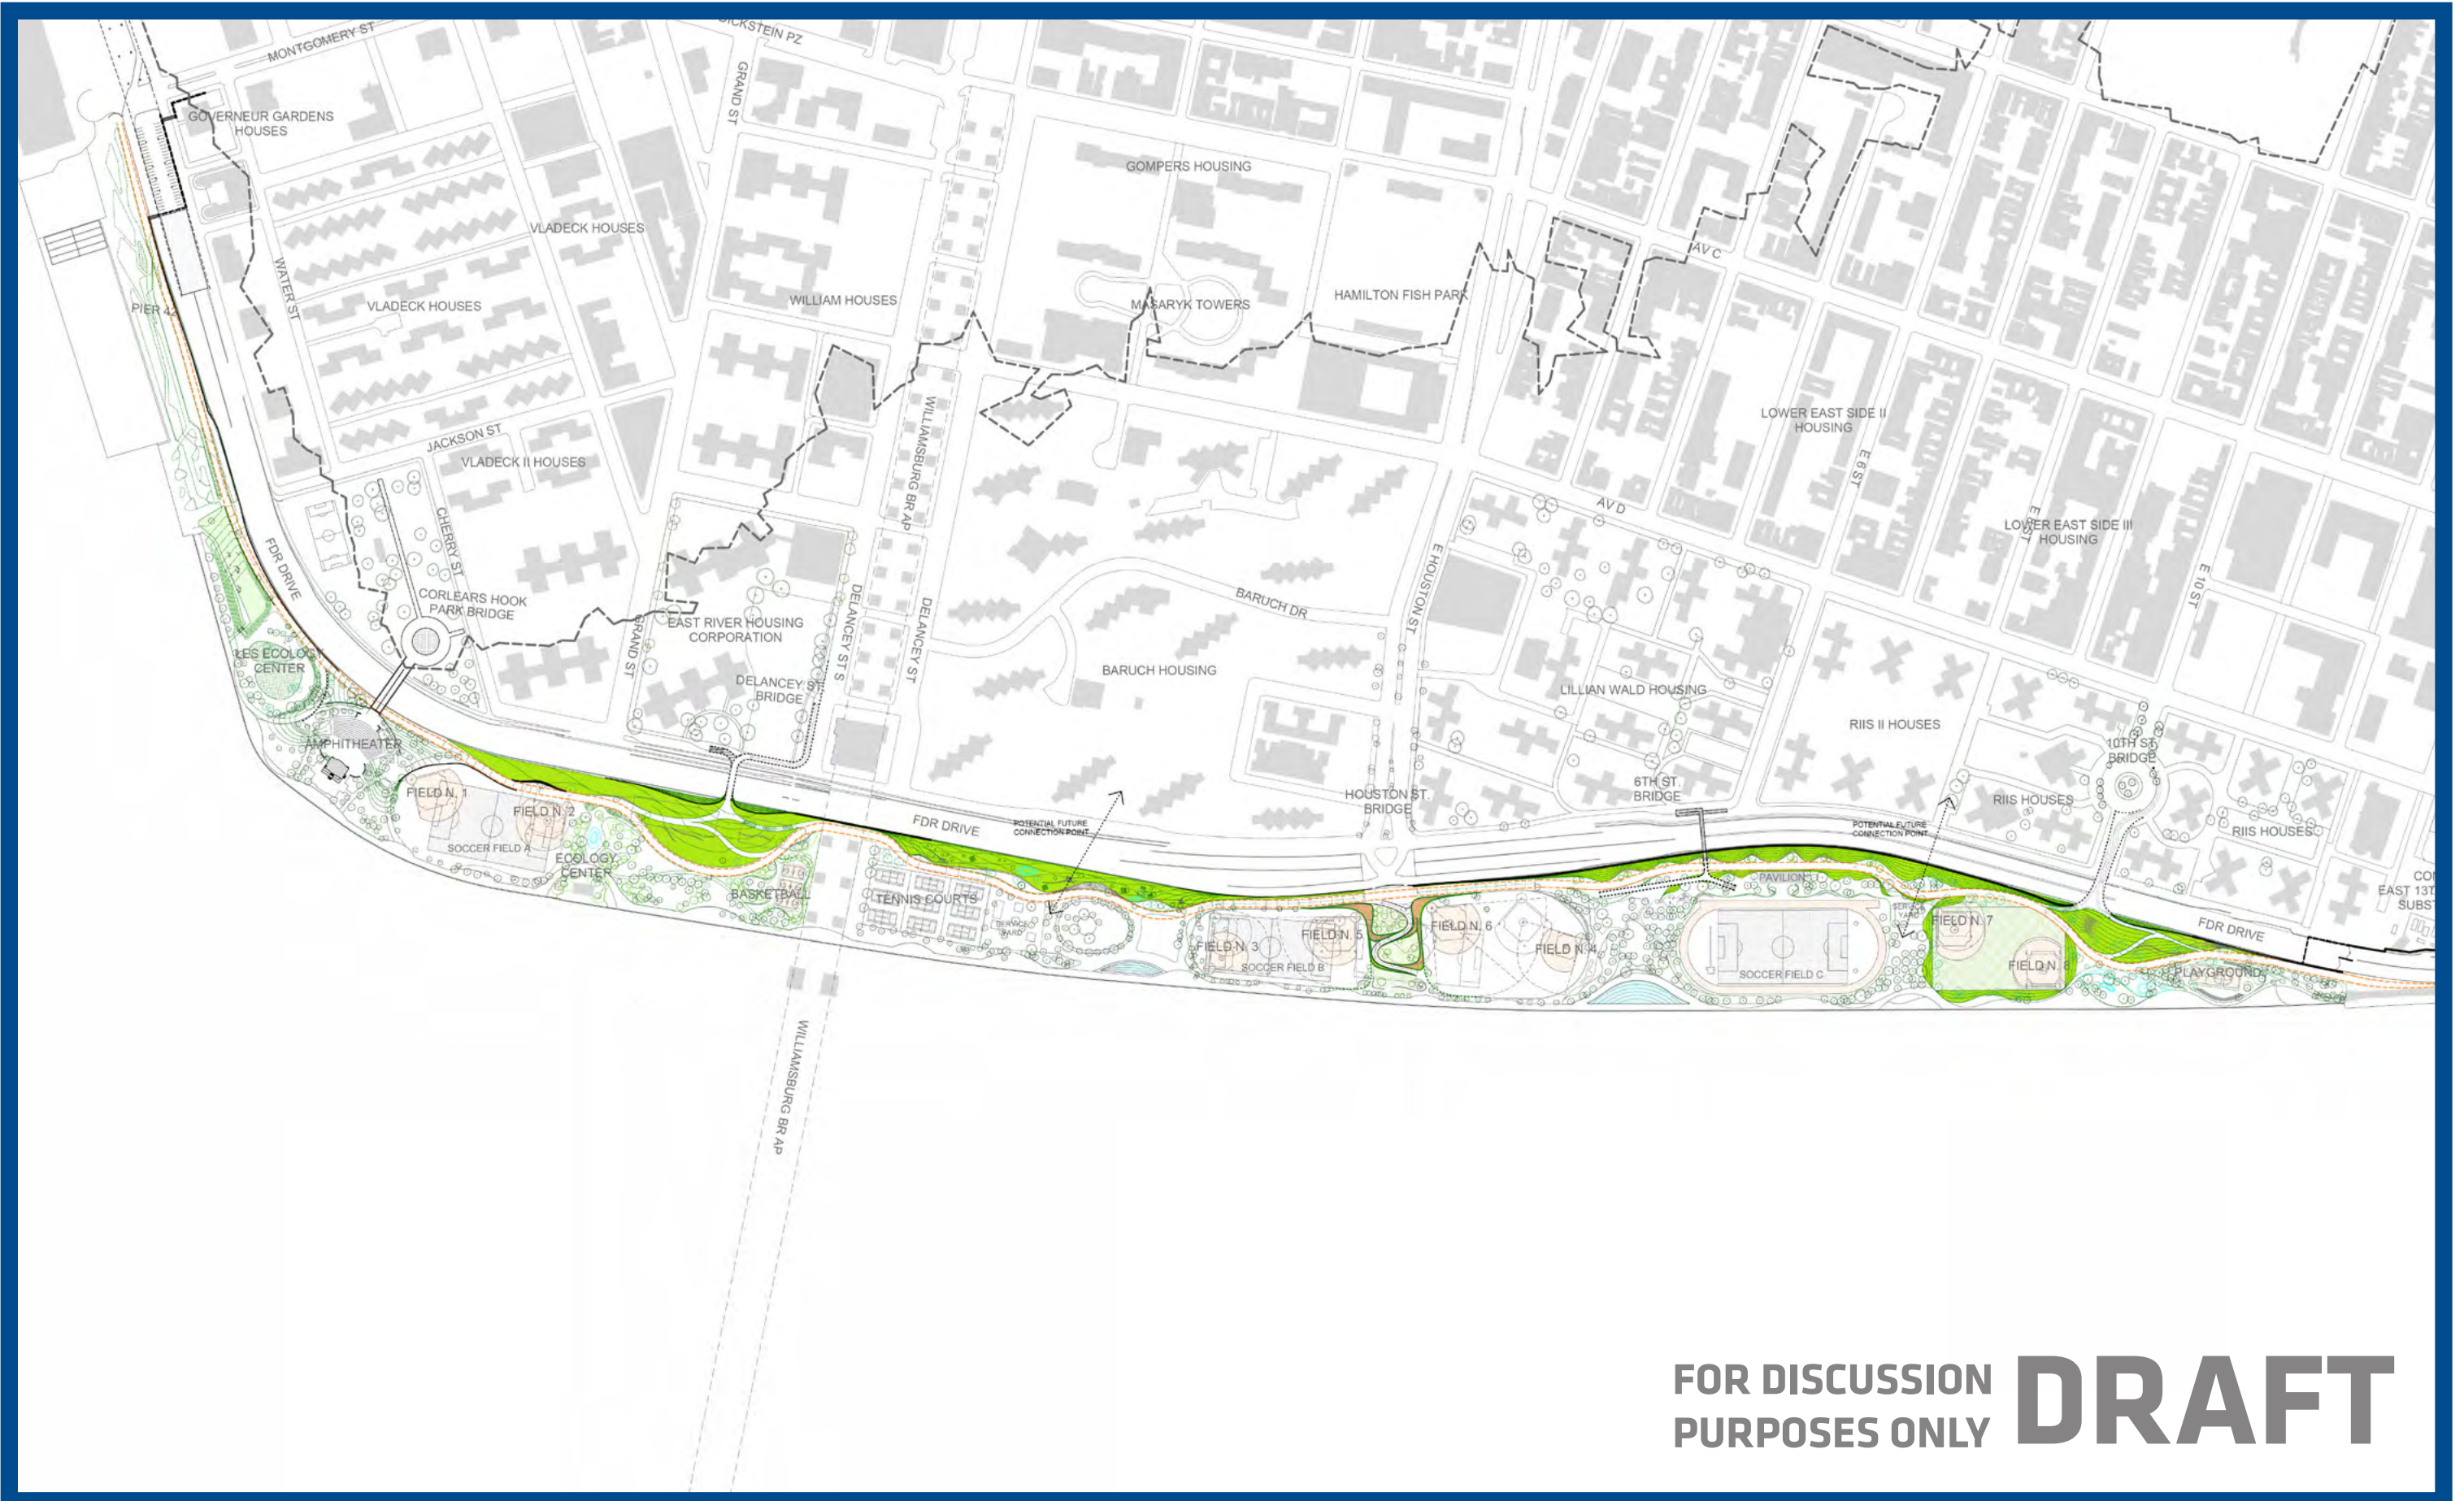 MONTGOMERY ST
GOVERNEUR GARDENS
HOUSES
GRAND ST
GOMPERS HOUSING
VLADECK HOUSES
WATER ST
PIER 42
VLADECK HOUSES
WILLIAM HOUSES
MASARYK TOWERS
HAMILTON FISH PARK
AV C
JACKSON ST
VLADECK II HOUSES
WILLIAMSBURG BR AP
LOWER EAST SIDE II
HOUSING
E 6 ST
AV D
LOWER EAST SIDE III
HOUSING
E 10 ST
FDR DRIVE
CHERRY ST
CORLEARS HOOK
PARK BRIDGE
GRAND ST
EAST RIVER HOUSING
CORPORATION
DELANCEY ST S
DELANCEY ST
BARUCH DR
E HOUSTON ST
LES ECOLOGY
CENTER
DELANCEY ST.
BRIDGE
BARUCH HOUSING
LILLIAN WALD HOUSING
RIIS II HOUSES
AMPHITHEATER
10TH ST.
BRIDGE
FIELD N. 1
FIELD N. 2
SOCCER FIELD A
ECOLOGY
CENTER
BASKETBALL
FDR DRIVE
POTENTIAL FUTURE
CONNECTION POINT
HOUSTON ST.
BRIDGE
6TH ST.
BRIDGE
POTENTIAL FUTURE
CONNECTION POINT
RIIS HOUSES
RIIS HOUSES
TENNIS COURTS
SERVICE
YARD
FIELD N. 3
FIELD N. 5
SOCCER FIELD B
FIELD N. 6
FIELD N. 4
PAVILION
SOCCER FIELD C
SERVICE
YARD
FIELD N. 7
FIELD N. 8
PLAYGROUND
FDR DRIVE
EAST 13T
SUBS
WILLIAMSBURG BR AP
FOR DISCUSSION
PURPOSES ONLY
DRAFT